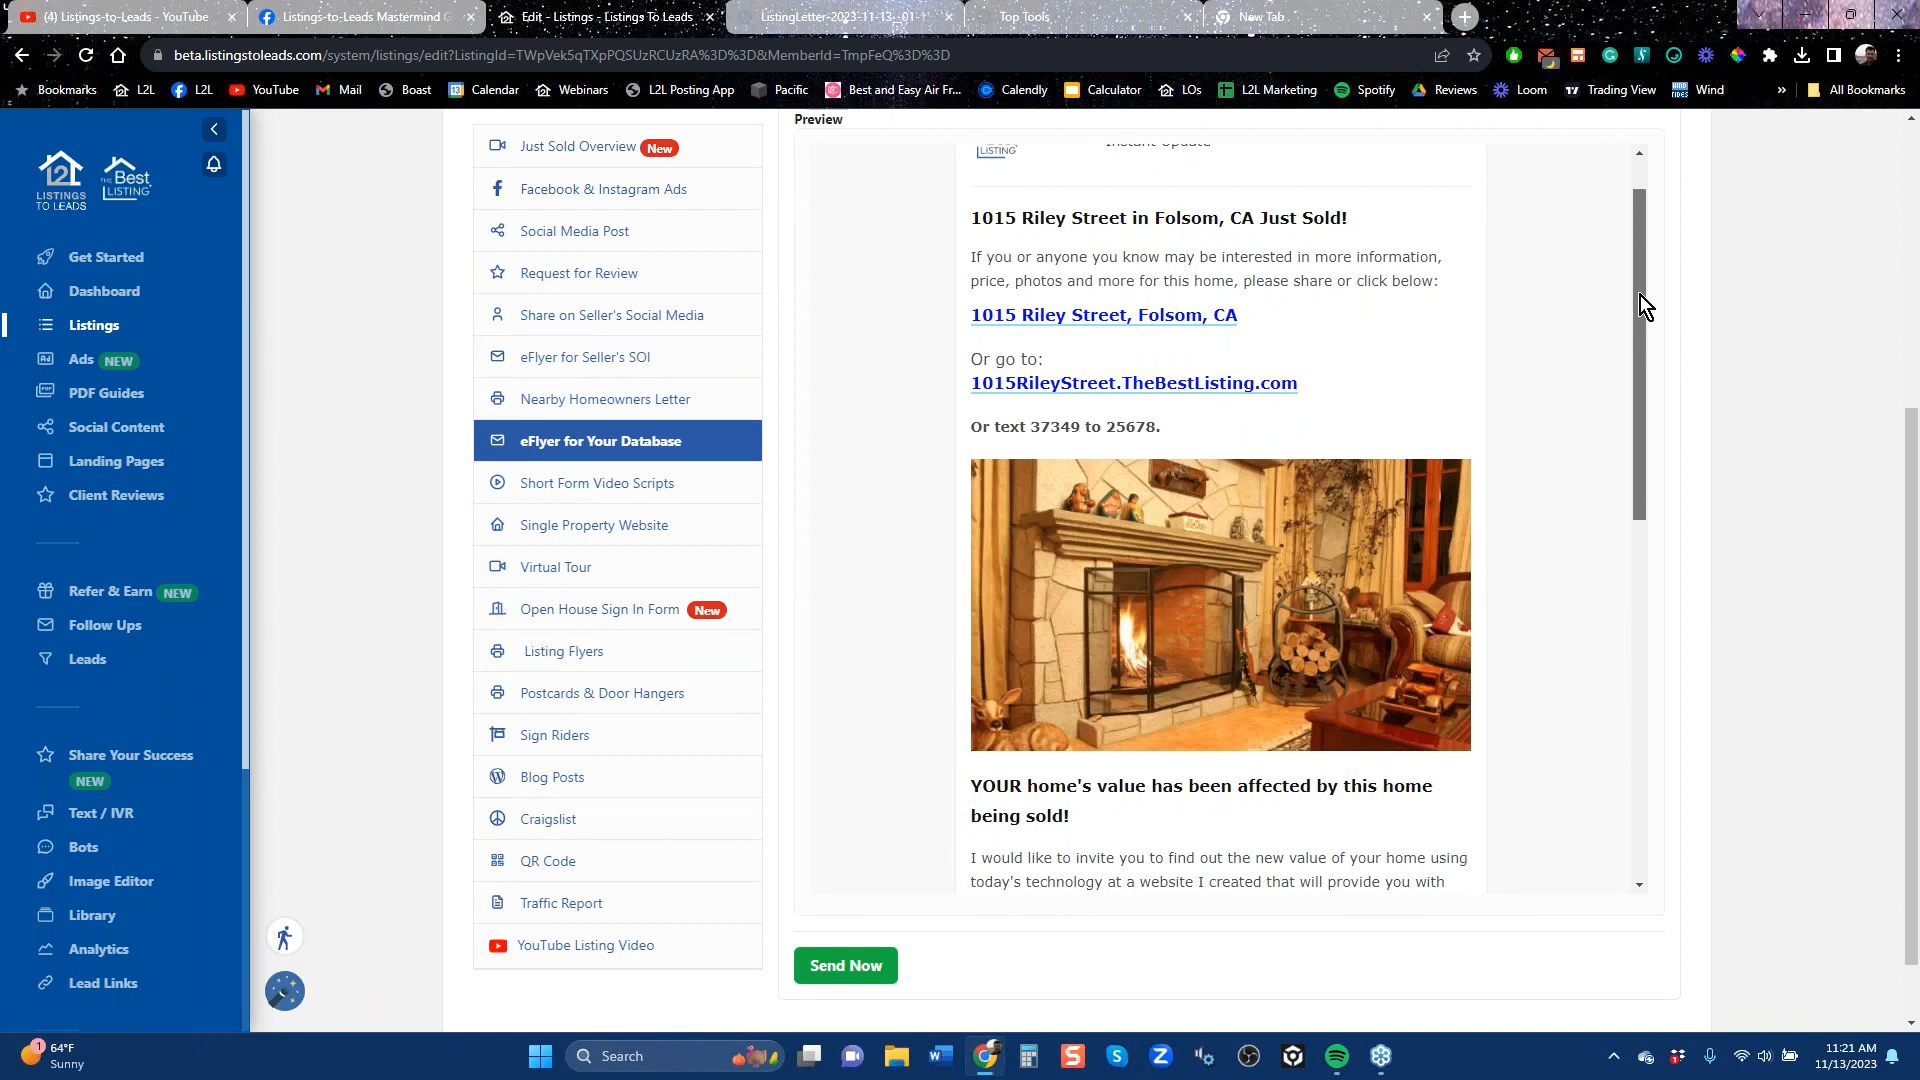 (4) Listings-to-Leads - YouTube
Listings-to-Leads Mastermind G
Edit - Listings - Listings To Leads
ListingLetter-2023-11-13
Top Tools
New Tab
beta.listingstoleads.com/system/listings/edit?ListingId=TWpVek5qTXpPQSUzRCUzRA%3D%3D&MemberId=TmpFeQ%3D%3D
Bookmarks
L2L
L2L
YouTube
Mail
Boast
Calendar
Webinars
L2L Posting App
Pacific
Best and Easy Air Fr...
Calendly
Calculator
LOs
L2L Marketing
Spotify
Reviews
Loom
Trading View
Wind
All Bookmarks
L2L
LISTINGS
TO LEADS
THE
Best
LISTING
Get Started
Dashboard
Listings
Ads NEW
PDF Guides
Social Content
Landing Pages
Client Reviews
Refer & Earn NEW
Follow Ups
Leads
Share Your Success
NEW
Text / IVR
Bots
Image Editor
Library
Analytics
Lead Links
Just Sold Overview New
Facebook & Instagram Ads
Social Media Post
Request for Review
Share on Seller's Social Media
eFlyer for Seller's SOI
Nearby Homeowners Letter
eFlyer for Your Database
Short Form Video Scripts
Single Property Website
Virtual Tour
Open House Sign In Form New
Listing Flyers
Postcards & Door Hangers
Sign Riders
Blog Posts
Craigslist
QR Code
Traffic Report
YouTube Listing Video
Preview
LISTING
Instant Update
1015 Riley Street in Folsom, CA Just Sold!
If you or anyone you know may be interested in more information,
price, photos and more for this home, please share or click below:
1015 Riley Street, Folsom, CA
Or go to:
1015RileyStreet.TheBestListing.com
Or text 37349 to 25678.
YOUR home's value has been affected by this home
being sold!
I would like to invite you to find out the new value of your home using
today's technology at a website I created that will provide you with
Send Now
1
64°F
Sunny
Search
11:21 AM
11/13/2023